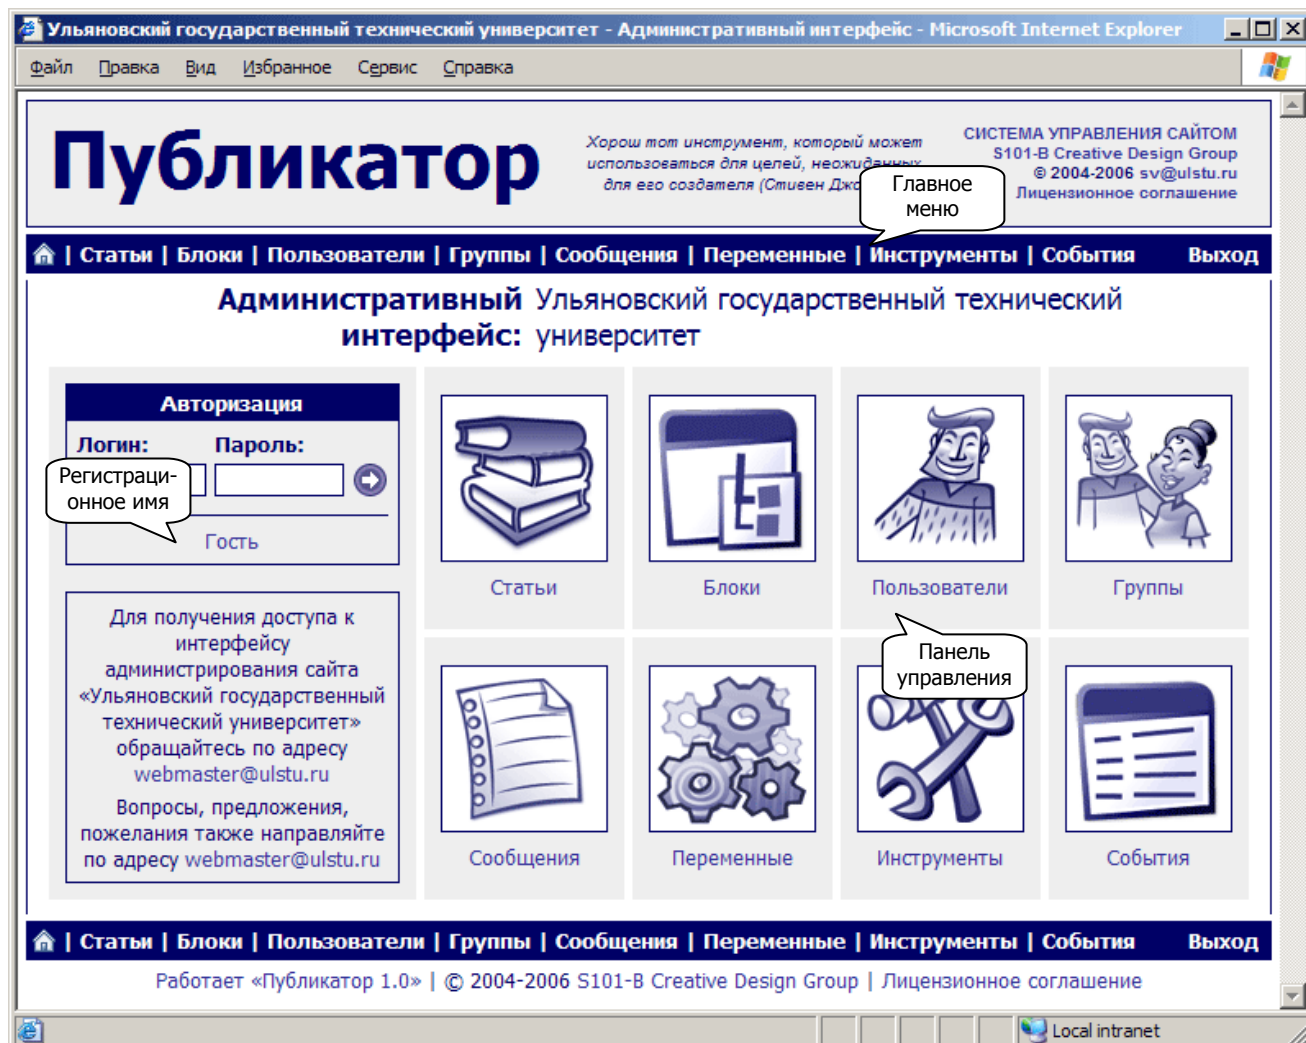 Ульяновский государственный технический университет - Административный интерфейс - Microsoft Internet Explorer
Файл Правка Вид Избранное Сервис Справка
Публикатор
Хорош тот инструмент, который может
использоваться для целей, неожиданных
для его создателя (Стивен
СИСТЕМА УПРАВЛЕНИЯ САЙТОМ
S101-B Creative Design Group
© 2004-2006 sv@ulstu.ru
Лицензионное соглашение
Главное
меню
| Статьи | Блоки | Пользователи | Группы | Сообщения | Переменные | Инструменты | События Выход
Административный
интерфейс:
Ульяновский государственный технический
университет
Авторизация
Логин: Пароль:
Регистраци-
онное имя
Гость
Для получения доступа к
интерфейсу
администрирования сайта
«Ульяновский государственный
технический университет»
обращайтесь по адресу
webmaster@ulstu.ru
Вопросы, предложения,
пожелания также направляйте
по адресу webmaster@ulstu.ru
Статьи Блоки Пользователи Группы
Панель
управления
Сообщения Переменные Инструменты События
| Статьи | Блоки | Пользователи | Группы | Сообщения | Переменные | Инструменты | События Выход
Работает «Публикатор 1.0» | © 2004-2006 S101-B Creative Design Group | Лицензионное соглашение
Local intranet